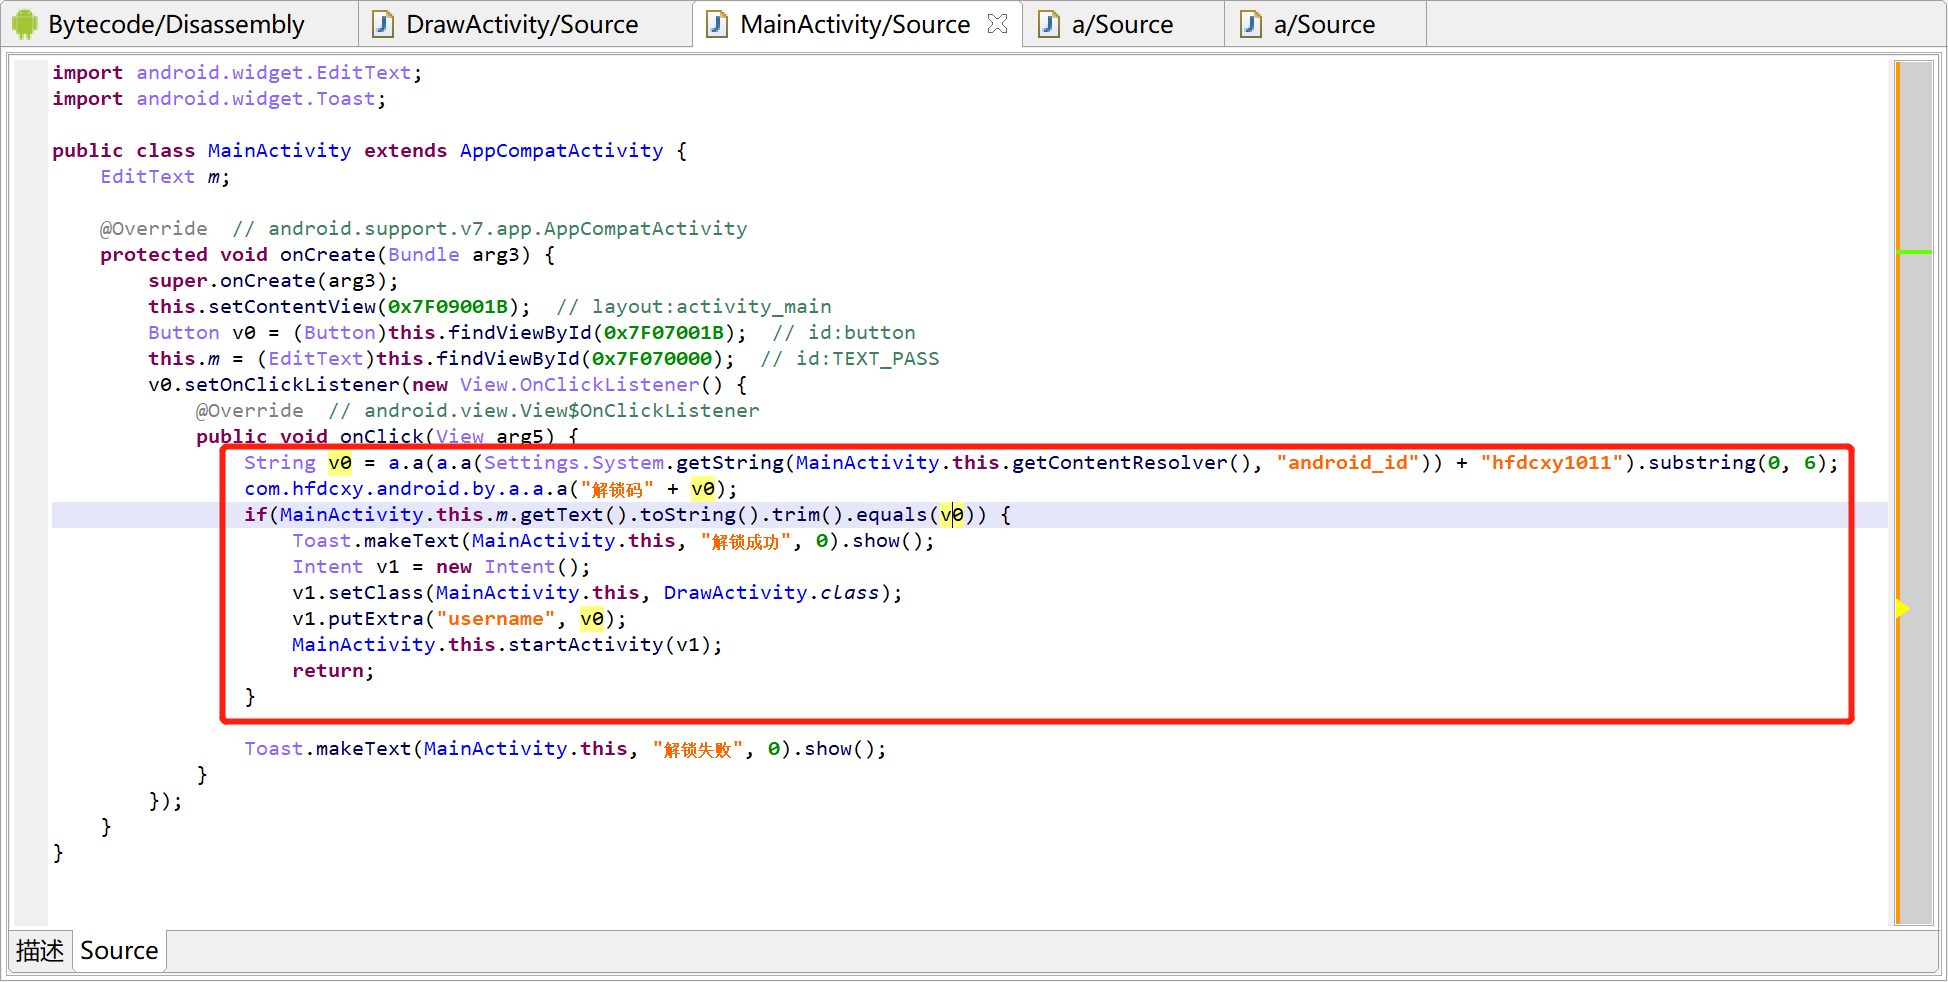 Bytecode/Disassembly DrawActivity/Source MainActivity/Source a/Source a/Source
import android.widget.EditText;
import android.widget.Toast;
public class MainActivity extends AppCompatActivity {
EditText m;
@Override  // android.support.v7.app.AppCompatActivity
protected void onCreate(Bundle arg3) {
super.onCreate(arg3);
this.setContentView(0x7F09001B);  // layout:activity_main
Button v0 = (Button)this.findViewById(0x7F07001B);  // id:button
this.m = (EditText)this.findViewById(0x7F070000);  // id:TEXT_PASS
v0.setOnClickListener(new View.OnClickListener() {
@Override  // android.view.View$OnClickListener
public void onClick(View arg5) {
String v0 = a.a(a.a(Settings.System.getString(MainActivity.this.getContentResolver(), "android_id")) + "hfdcxy1011").substring(0, 6);
com.hfdcxy.android.by.a.a.a("解锁码" + v0);
if(MainActivity.this.m.getText().toString().trim().equals(v0)) {
Toast.makeText(MainActivity.this, "解锁成功", 0).show();
Intent v1 = new Intent();
v1.setClass(MainActivity.this, DrawActivity.class);
v1.putExtra("username", v0);
MainActivity.this.startActivity(v1);
return;
}
Toast.makeText(MainActivity.this, "解锁失败", 0).show();
}
});
}
}
描述 Source